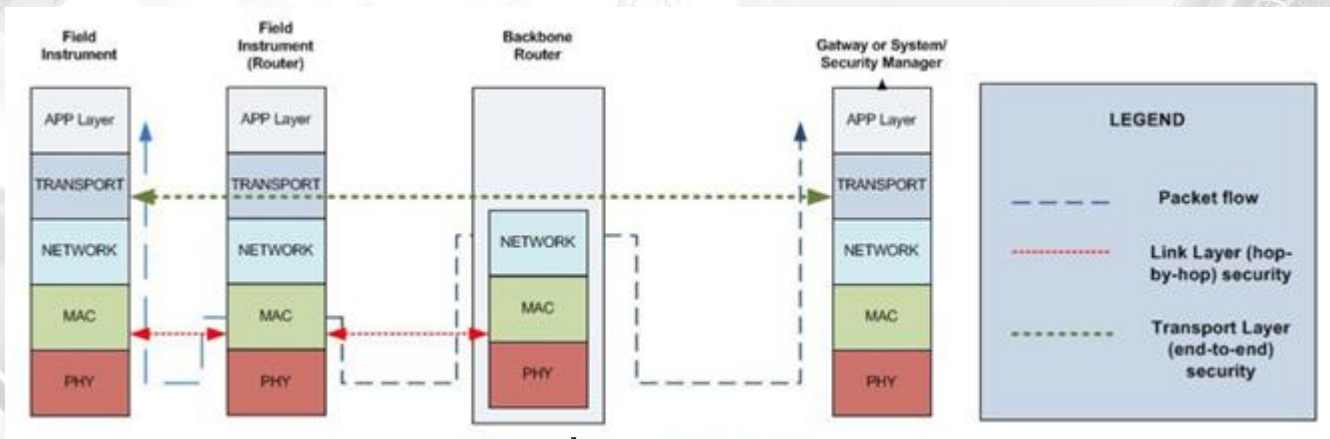 Field
Instrument
Field
Instrument
(Router)
Backbone
Router
Gatway or System/
Security Manager
APP Layer
TRANSPORT
NETWORK
MAC
PHY
APP Layer
TRANSPORT
NETWORK
MAC
PHY
NETWORK
MAC
PHY
APP Layer
TRANSPORT
NETWORK
MAC
PHY
LEGEND
Packet flow
Link Layer (hop-
by-hop) security
Transport Layer
(end-to-end)
security